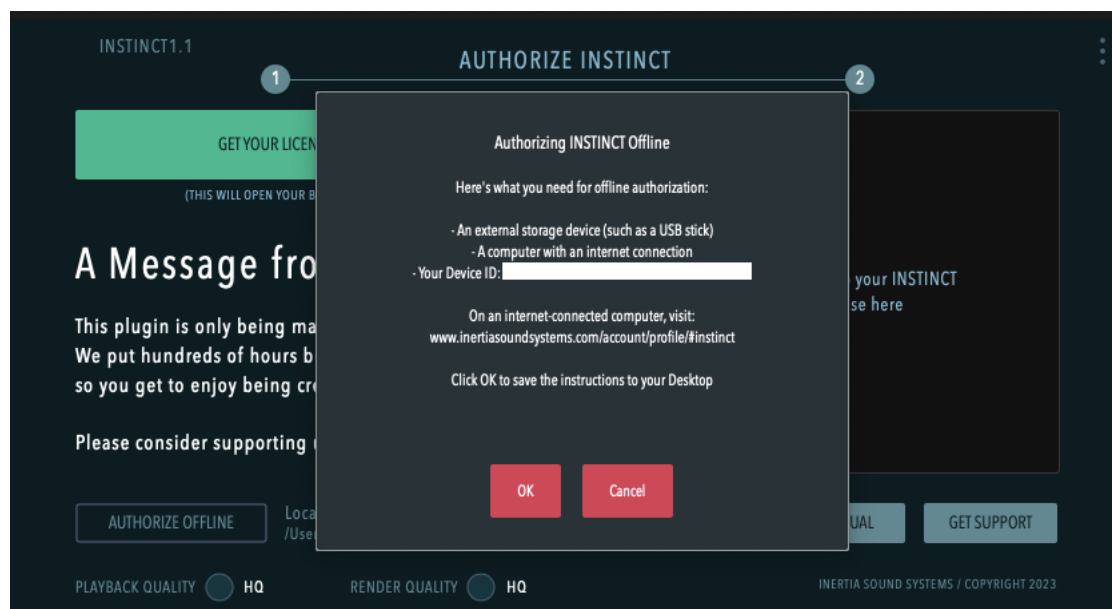 INSTINCT1.1
AUTHORIZE INSTINCT
1
2
GET YOUR LICEN
(THIS WILL OPEN YOUR B
A Message fro
This plugin is only being ma
We put hundreds of hours b
so you get to enjoy being cre
Please consider supporting
Authorizing INSTINCT Offline
Here's what you need for offline authorization:
- An external storage device (such as a USB stick)
- A computer with an internet connection
- Your Device ID:
On an internet-connected computer, visit:
www.inertiasoundsystems.com/account/profile/#instinct
Click OK to save the instructions to your Desktop
OK
Cancel
your INSTINCT
se here
AUTHORIZE OFFLINE
Loca
/User
UAL
GET SUPPORT
PLAYBACK QUALITY HQ
RENDER QUALITY HQ
INERTIA SOUND SYSTEMS / COPYRIGHT 2023